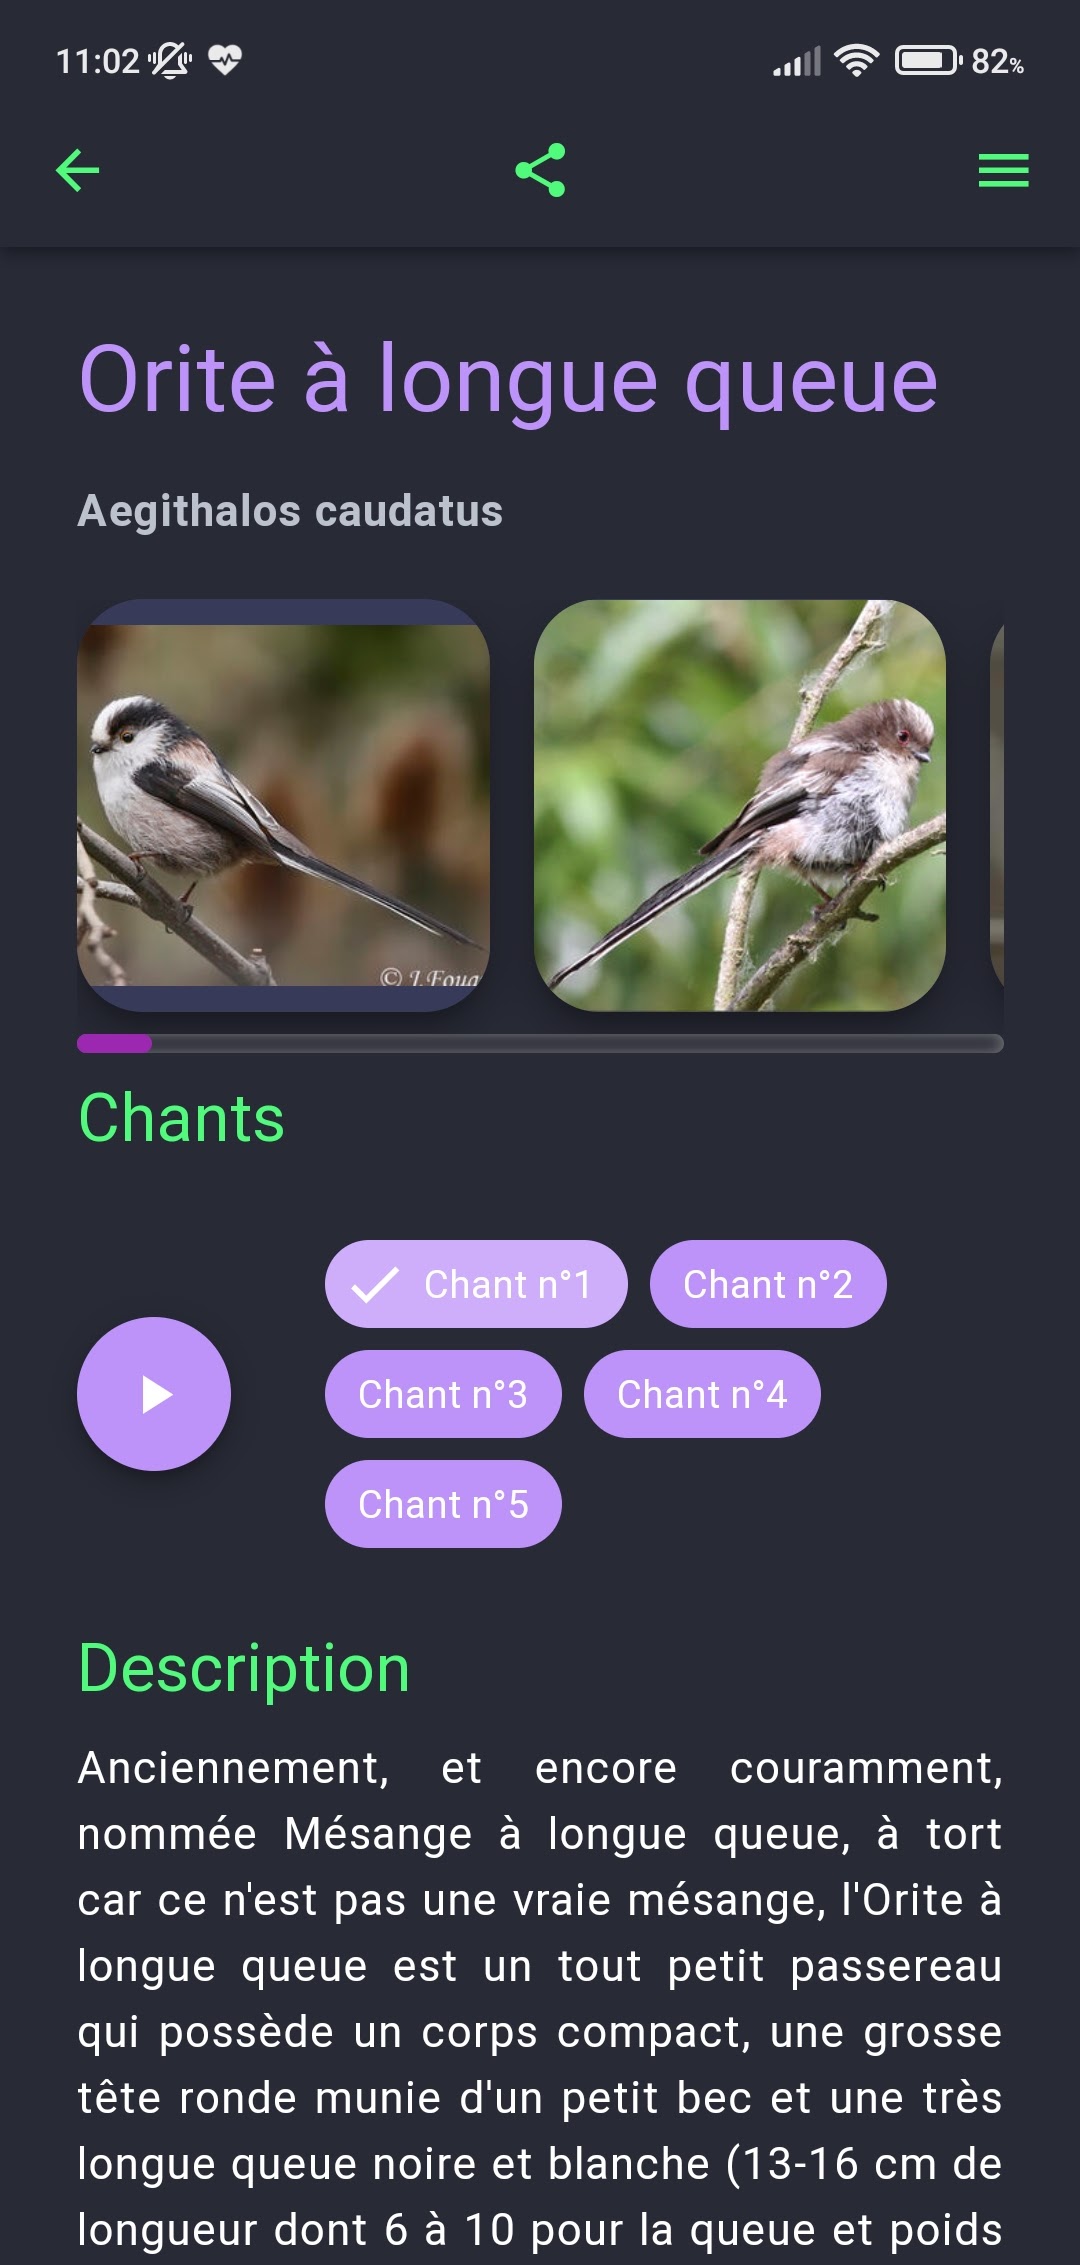 11:02
82%
Orite à longue queue
Aegithalos caudatus
© J.Foug
Chants
Chant n°1
Chant n°2
Chant n°3
Chant n°4
Chant n°5
Description
Anciennement, et encore couramment,
nommée Mésange à longue queue, à tort
car ce n'est pas une vraie mésange, l'Orite à
longue queue est un tout petit passereau
qui possède un corps compact, une grosse
tête ronde munie d'un petit bec et une très
longue queue noire et blanche (13-16 cm de
longueur dont 6 à 10 pour la queue et poids